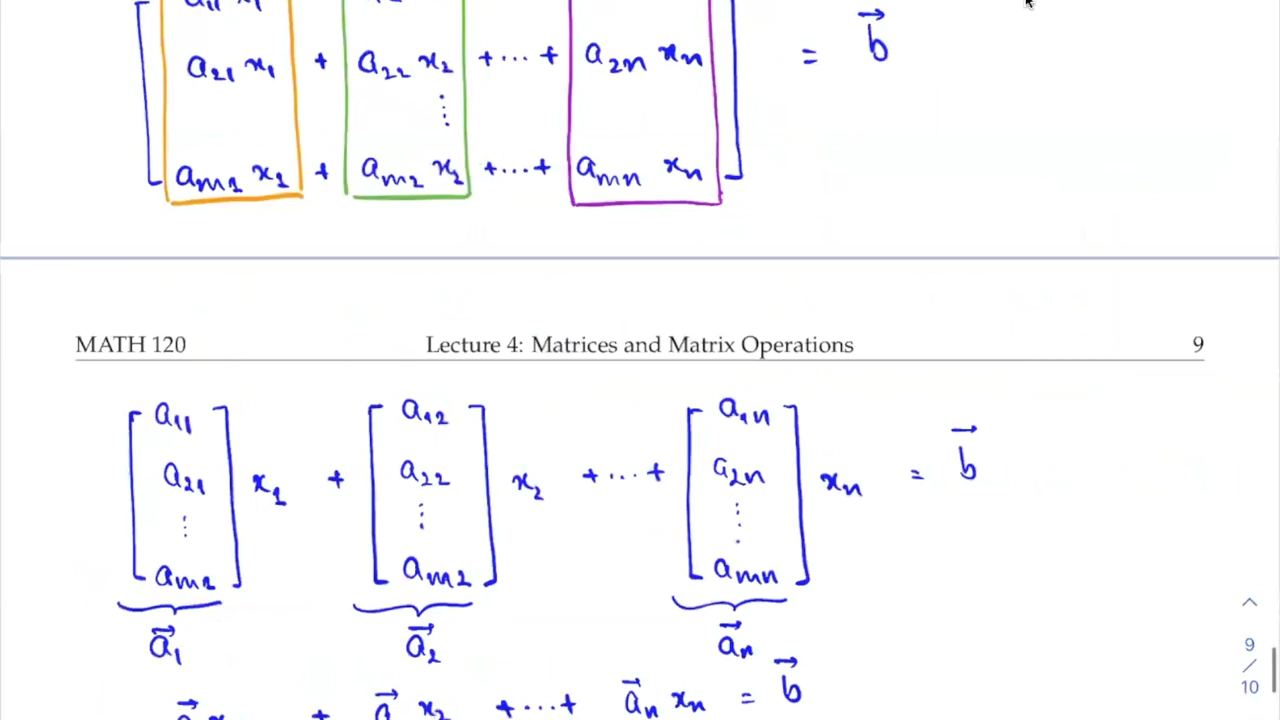 a₁₁ x₁
a₂₁ x₁ + a₂₂ x₂ +...+ a₂ₙ xₙ = b⃗
⋮
aₘ₁ x₁ + aₘ₂ x₂ +...+ aₘₙ xₙ
MATH 120 Lecture 4: Matrices and Matrix Operations 9
a₁₁ a₁₂ a₁ₙ
a₂₁ x₁ + a₂₂ x₂ +...+ a₂ₙ xₙ = b⃗
⋮ ⋮ ⋮
aₘ₁ aₘ₂ aₘₙ
a⃗₁ a⃗₂ a⃗ₙ
+ a⃗ x₂ +...+ a⃗ₙ xₙ = b⃗
9
/
10